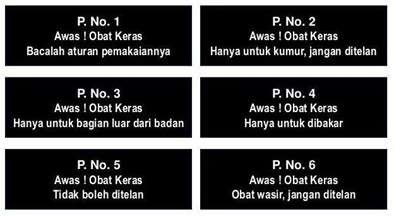 P. No. 1
Awas ! Obat Keras
Bacalah aturan pemakaiannya
P. No. 2
Awas ! Obat Keras
Hanya untuk kumur, jangan ditelan
P. No. 3
Awas ! Obat Keras
Hanya untuk bagian luar dari badan
P. No. 4
Awas ! Obat Keras
Hanya untuk dibakar
P. No. 5
Awas ! Obat Keras
Tidak boleh ditelan
P. No. 6
Awas ! Obat Keras
Obat wasir, jangan ditelan